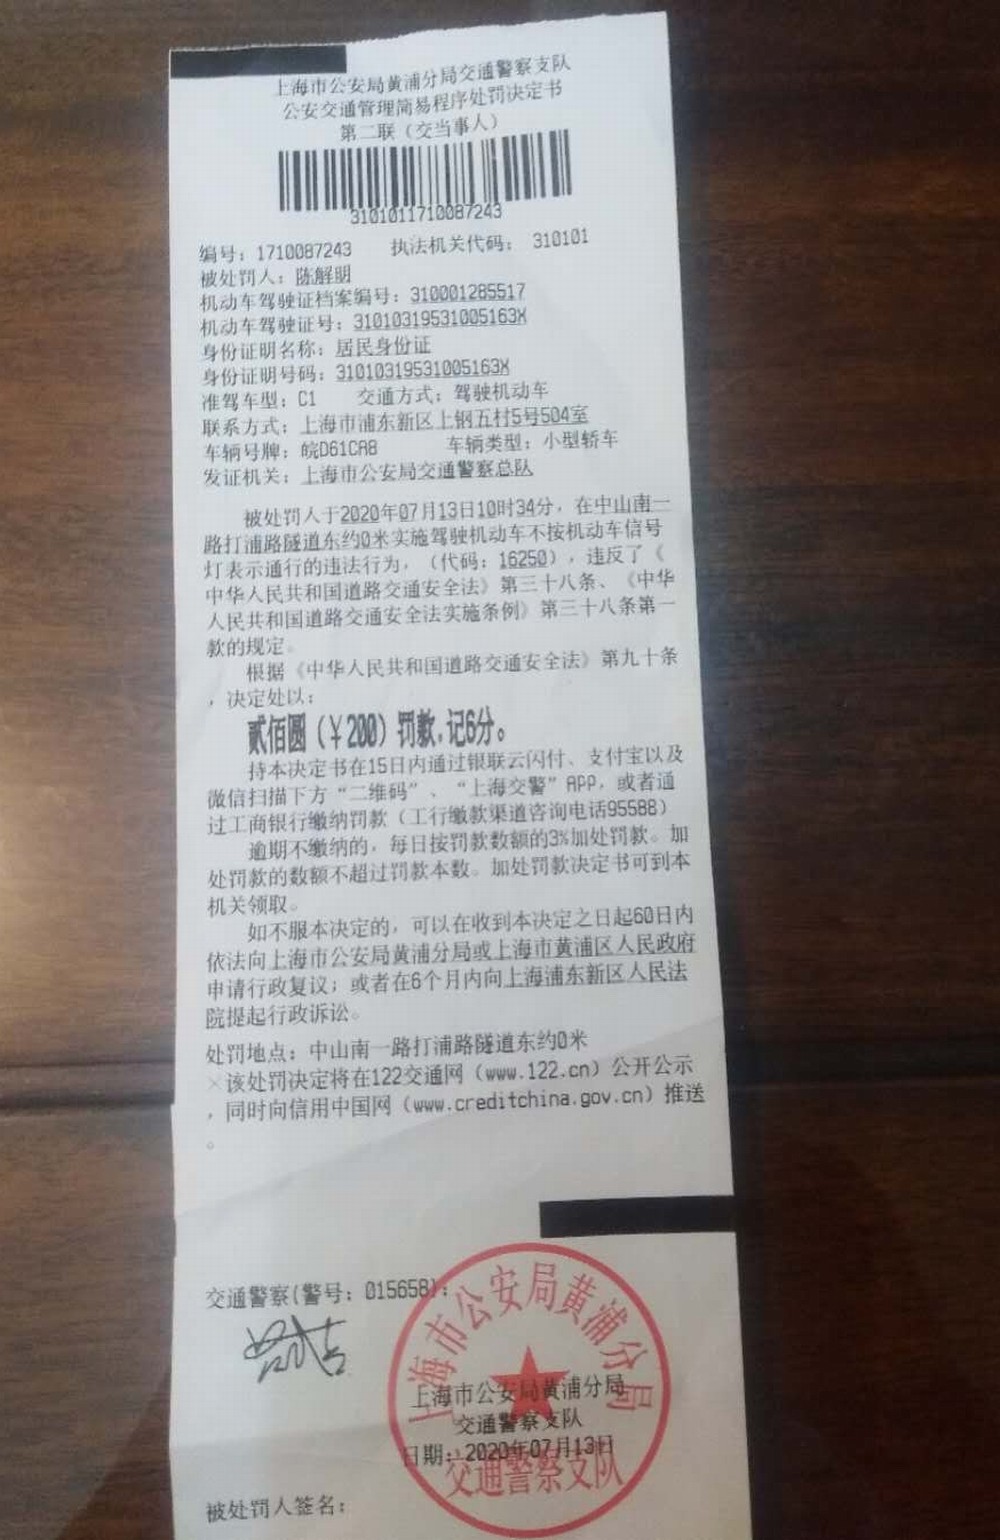 上海市公安局黄浦分局交通警察支队
公安交通管理简易程序处罚决定书
第二联（交当事人）
3101011710087243
编号：1710087243 执法机关代码：310101
被处罚人：陈解明
机动车驾驶证档案编号：310001285517
机动车驾驶证号：31010319531005163X
身份证明名称：居民身份证
身份证明号码：31010319531005163X
准驾车型：C1 交通方式：驾驶机动车
联系方式：上海市浦东新区上钢五村5号504室
车辆号牌：皖D61CA8 车辆类型：小型轿车
发证机关：上海市公安局交通警察总队
被处罚人于2020年07月13日10时34分，在中山南一
路打浦路隧道东约0米实施驾驶机动车不按机动车信号
灯表示通行的违法行为，（代码：16250），违反了《
中华人民共和国道路交通安全法》第三十八条、《中华
人民共和国道路交通安全法实施条例》第三十八条第一
款的规定。
根据《中华人民共和国道路交通安全法》第九十条
，决定处以：
贰佰圆（￥200）罚款，记6分。
持本决定书在15日内通过银联云闪付、支付宝以及
微信扫描下方“二维码”、“上海交警”APP，或者通
过工商银行缴纳罚款（工行缴款渠道咨询电话95588）
逾期不缴纳的，每日按罚款数额的3%加处罚款。加
处罚款的数额不超过罚款本数。加处罚款决定书可到本
机关领取。
如不服本决定的，可以在收到本决定之日起60日内
依法向上海市公安局黄浦分局或上海市黄浦区人民政府
申请行政复议；或者在6个月内向上海浦东新区人民法
院提起行政诉讼。
处罚地点：中山南一路打浦路隧道东约0米
×该处罚决定将在122交通网（www.122.cn）公开公示
，同时向信用中国网（www.creditchina.gov.cn）推送
。
交通警察(警号：015658)：
上海市公安局黄浦分局
上海市公安局黄浦分局
交通警察支队
日期：2020年07月13日
交通警察支队
被处罚人签名：